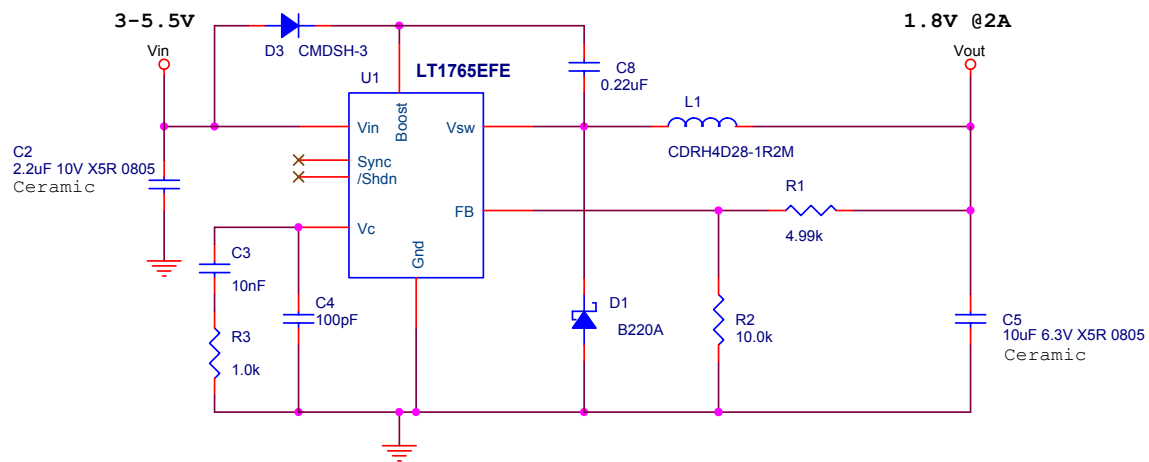 3-5.5V
1.8V @2A
Vin
D3 CMDSH-3
Vout
U1
LT1765EFE
C8
0.22uF
Boost
Vin
Vsw
L1
CDRH4D28-1R2M
C2
2.2uF 10V X5R 0805
Ceramic
Sync
/Shdn
FB
R1
4.99k
Vc
Gnd
C3
10nF
C4
100pF
R3
1.0k
D1
B220A
R2
10.0k
C5
10uF 6.3V X5R 0805
Ceramic